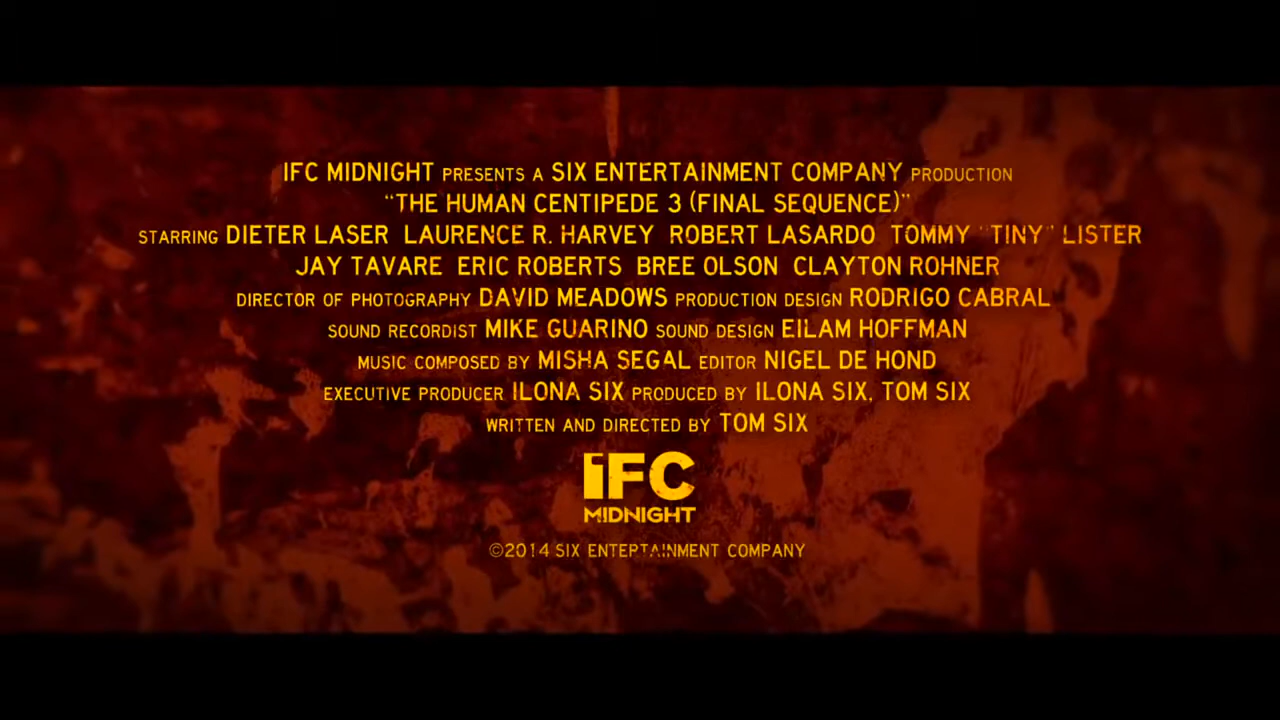 IFC MIDNIGHT PRESENTS A SIX ENTERTAINMENT COMPANY PRODUCTION
“THE HUMAN CENTIPEDE 3 (FINAL SEQUENCE)”
STARRING DIETER LASER LAURENCE R. HARVEY ROBERT LASARDO TOMMY “TINY” LISTER
JAY TAVARE ERIC ROBERTS BREE OLSON CLAYTON ROHNER
DIRECTOR OF PHOTOGRAPHY DAVID MEADOWS PRODUCTION DESIGN RODRIGO CABRAL
SOUND RECORDIST MIKE GUARINO SOUND DESIGN EILAM HOFFMAN
MUSIC COMPOSED BY MISHA SEGAL EDITOR NIGEL DE HOND
EXECUTIVE PRODUCER ILONA SIX PRODUCED BY ILONA SIX, TOM SIX
WRITTEN AND DIRECTED BY TOM SIX
IFC
MIDNIGHT
©2014 SIX ENTERTAINMENT COMPANY